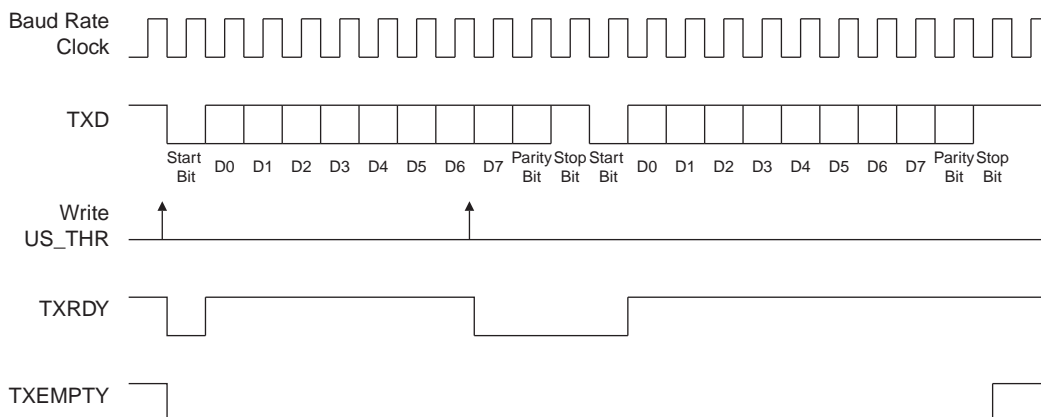 Baud Rate
Clock
TXD
Start
Bit
D0
D1
D2
D3
D4
D5
D6
D7
Parity
Bit
Stop
Bit
Start
Bit
D0
D1
D2
D3
D4
D5
D6
D7
Parity
Bit
Stop
Bit
Write
US_THR
TXRDY
TXEMPTY